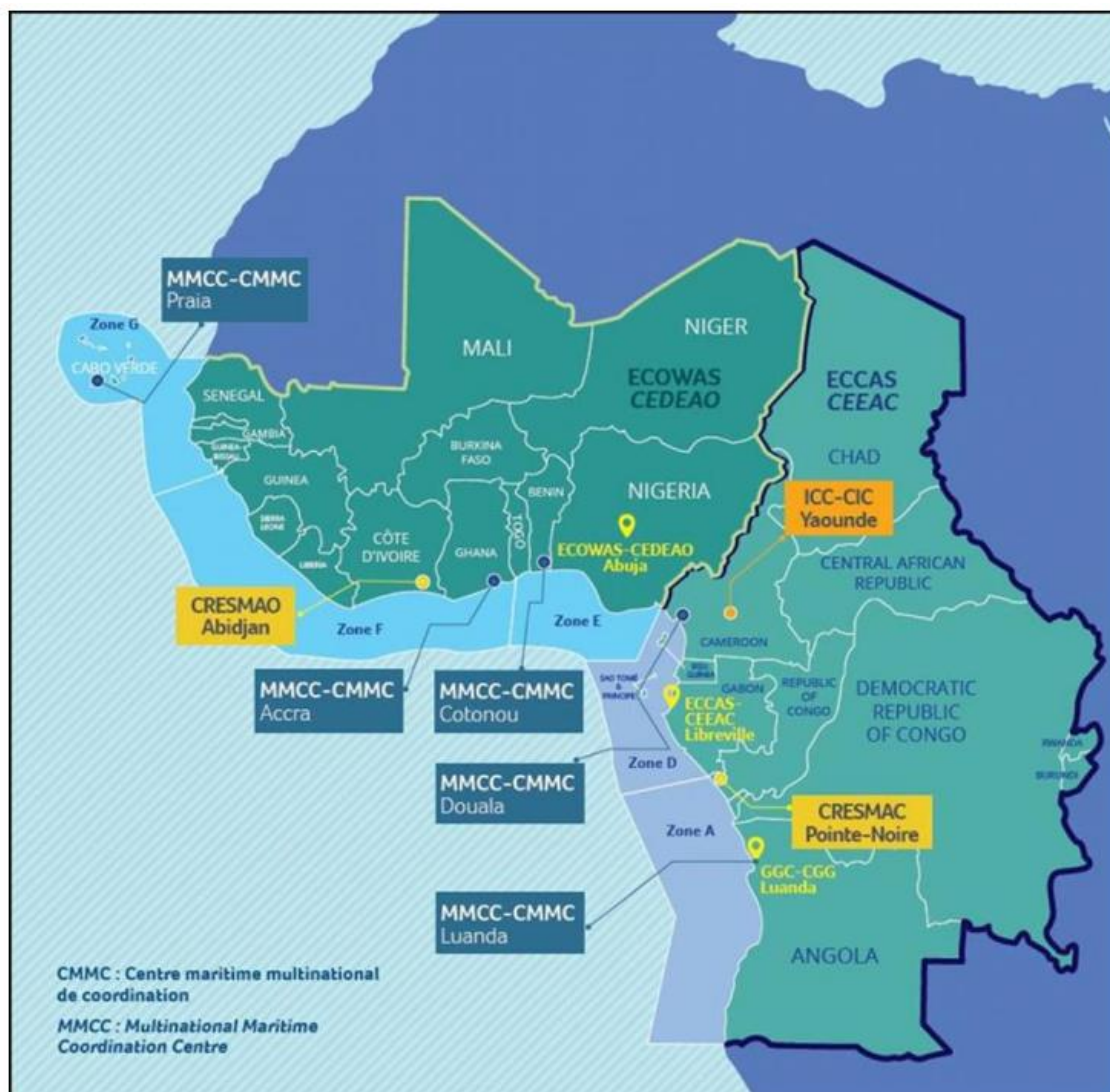 MMCC-CMMC
Praia
Zone G
CABO VERDE
MALI
NIGER
ECOWAS
CEDEAO
ECCAS
CEEAC
CHAD
SENEGAL
GAMBIA
GUINEA-
BISSAU
GUINEA
SIERRA
LEONE
LIBERIA
CÔTE
D'IVOIRE
BURKINA
FASO
GHANA
TOGO
BENIN
NIGERIA
ECOWAS-CEDEAO
Abuja
ICC-CIC
Yaounde
CENTRAL AFRICAN
REPUBLIC
CRESMAO
Abidjan
Zone F
Zone E
CAMEROON
MMCC-CMMC
Accra
MMCC-CMMC
Cotonou
SAO TOMÉ
&
PRINCIPE
GUINEA
GABON
REPUBLIC
OF
CONGO
DEMOCRATIC
REPUBLIC
OF CONGO
ECCAS-
CEEAC
Libreville
RWANDA
BURUNDI
Zone D
MMCC-CMMC
Douala
CRESMAC
Pointe-Noire
Zone A
GGC-CGG
Luanda
MMCC-CMMC
Luanda
ANGOLA
CMMC : Centre maritime multinational
de coordination
MMCC : Multinational Maritime
Coordination Centre